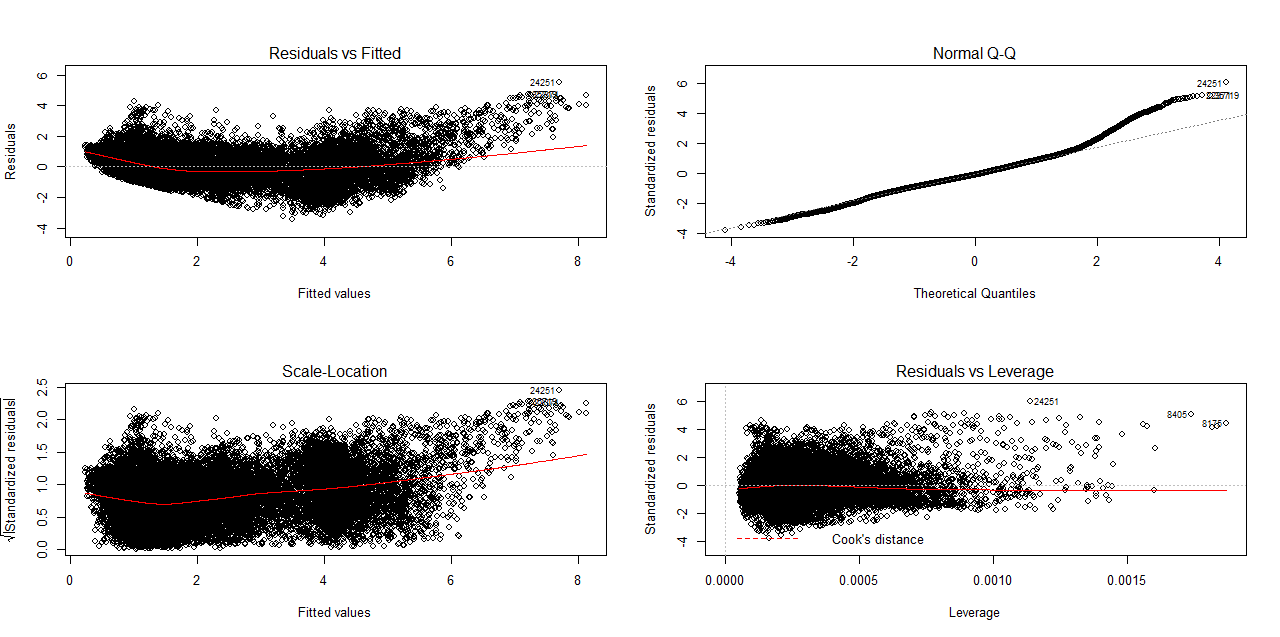 Residuals vs Fitted
Residuals
6
4
2
0
-2
-4
24251
0 2 4 6 8
Fitted values
Normal Q-Q
Standardized residuals
6
4
2
0
-2
-4
24251
-4 -2 0 2 4
Theoretical Quantiles
Scale-Location
√|Standardized residuals|
2.5
2.0
1.5
1.0
0.5
0.0
24251
0 2 4 6 8
Fitted values
Residuals vs Leverage
Standardized residuals
6
4
2
0
-2
-4
24251
8405
Cook's distance
0.0000 0.0005 0.0010 0.0015
Leverage